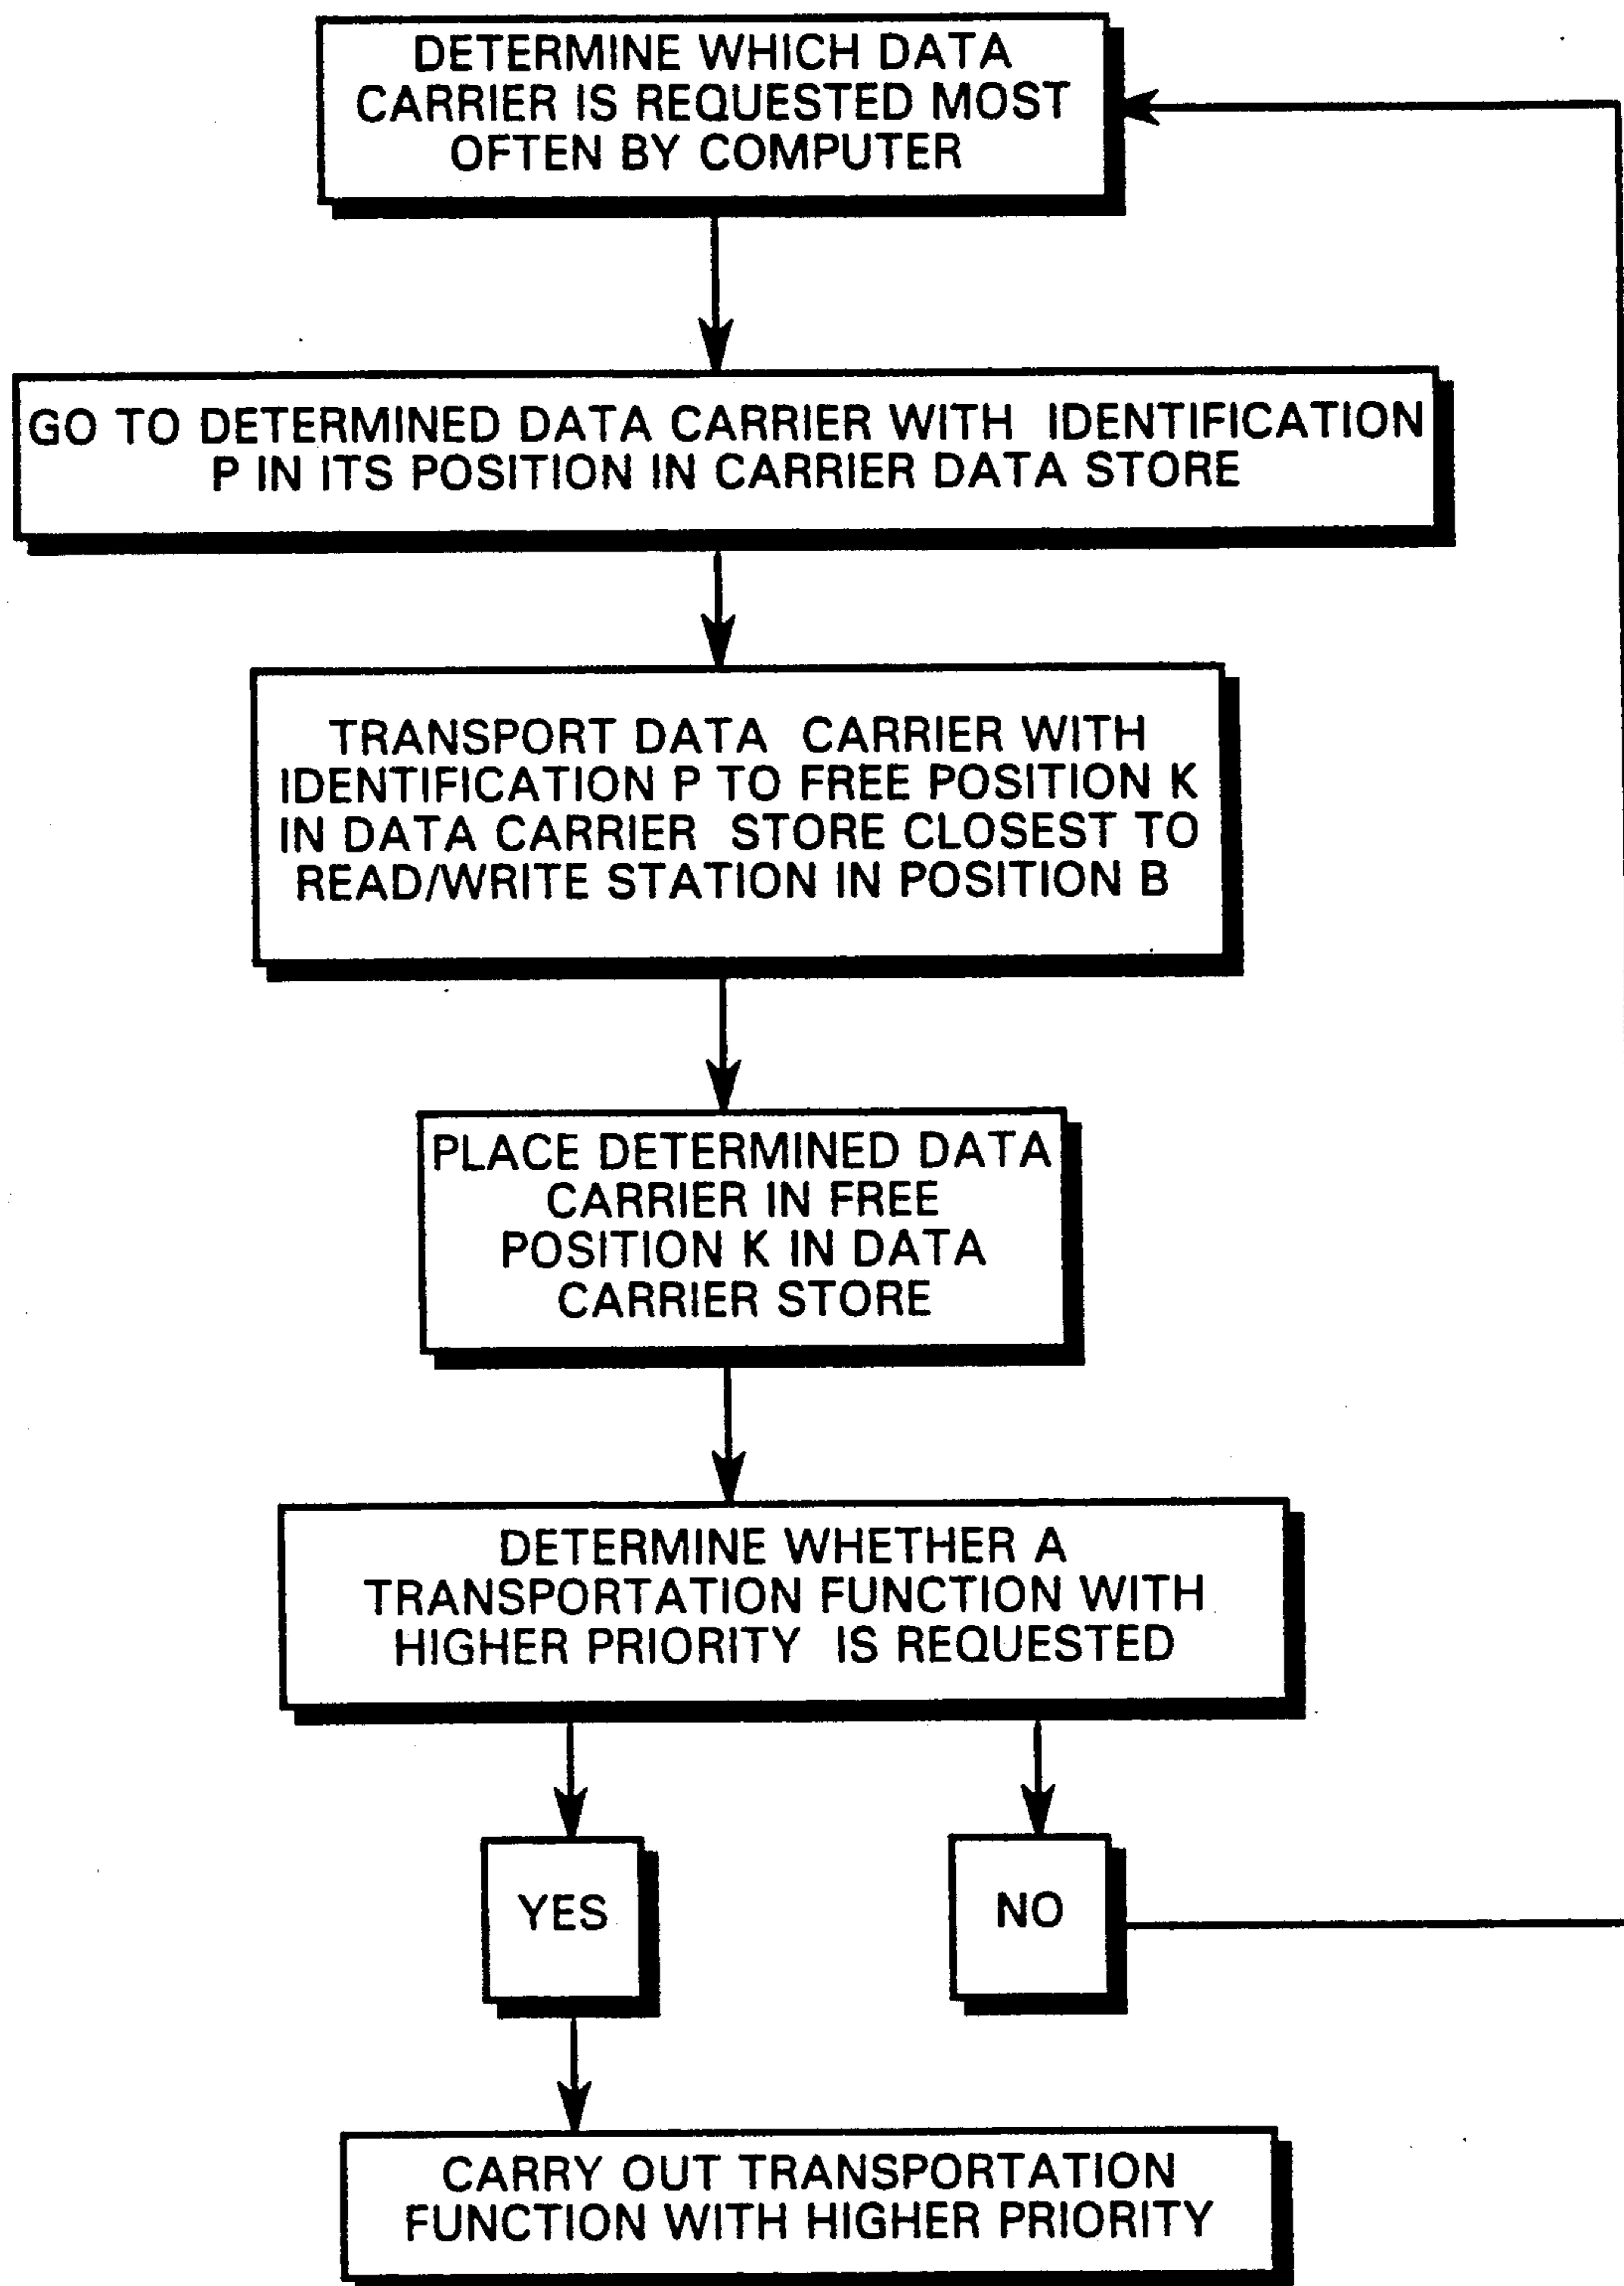 DETERMINE WHICH DATA
CARRIER IS REQUESTED MOST
OFTEN BY COMPUTER
GO TO DETERMINED DATA CARRIER WITH IDENTIFICATION
P IN ITS POSITION IN CARRIER DATA STORE
TRANSPORT DATA CARRIER WITH
IDENTIFICATION P TO FREE POSITION K
IN DATA CARRIER STORE CLOSEST TO
READ/WRITE STATION IN POSITION B
PLACE DETERMINED DATA
CARRIER IN FREE
POSITION K IN DATA
CARRIER STORE
DETERMINE WHETHER A
TRANSPORTATION FUNCTION WITH
HIGHER PRIORITY IS REQUESTED
YES
NO
CARRY OUT TRANSPORTATION
FUNCTION WITH HIGHER PRIORITY